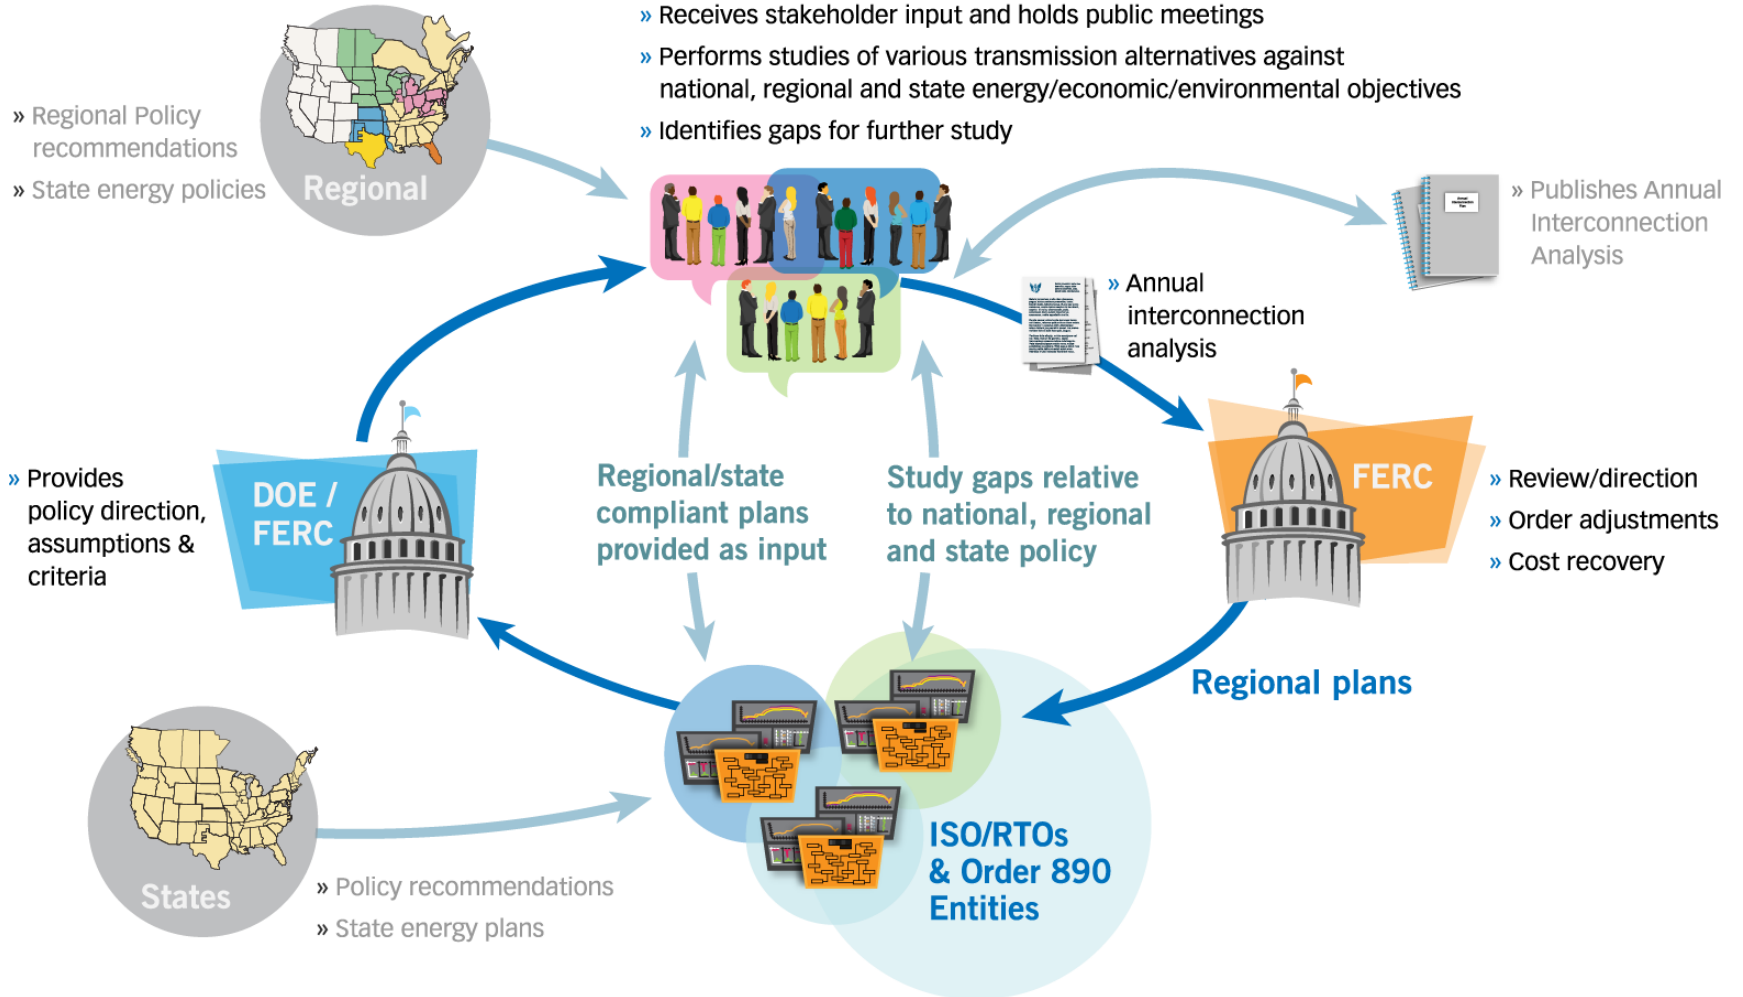 » Receives stakeholder input and holds public meetings
» Performs studies of various transmission alternatives against
national, regional and state energy/economic/environmental objectives
» Identifies gaps for further study
» Regional Policy
recommendations
» State energy policies
Regional
» Publishes Annual
Interconnection
Analysis
» Annual
interconnection
analysis
» Provides
policy direction,
assumptions &
criteria
DOE /
FERC
Regional/state
compliant plans
provided as input
Study gaps relative
to national, regional
and state policy
FERC
» Review/direction
» Order adjustments
» Cost recovery
Regional plans
States
» Policy recommendations
» State energy plans
ISO/RTOs
& Order 890
Entities